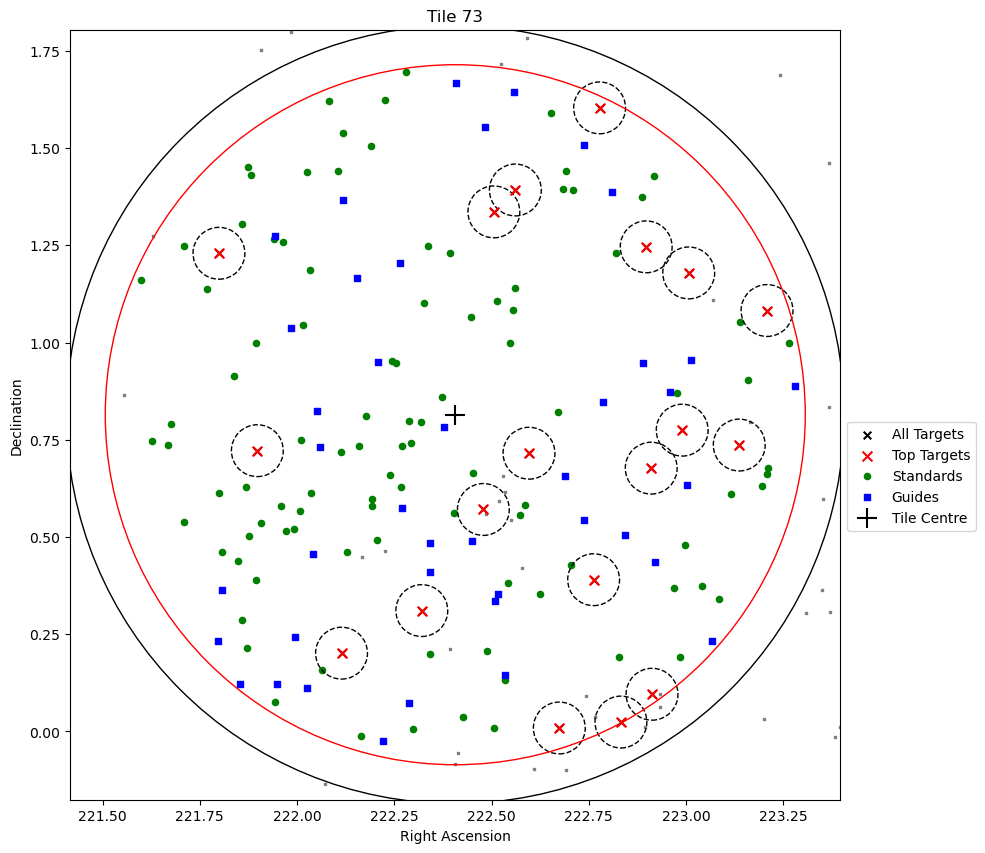 Tile 73
Declination
1.75
1.50
1.25
1.00
0.75
0.50
0.25
0.00
221.50 221.75 222.00 222.25 222.50 222.75 223.00 223.25
Right Ascension
All Targets
Top Targets
Standards
Guides
Tile Centre